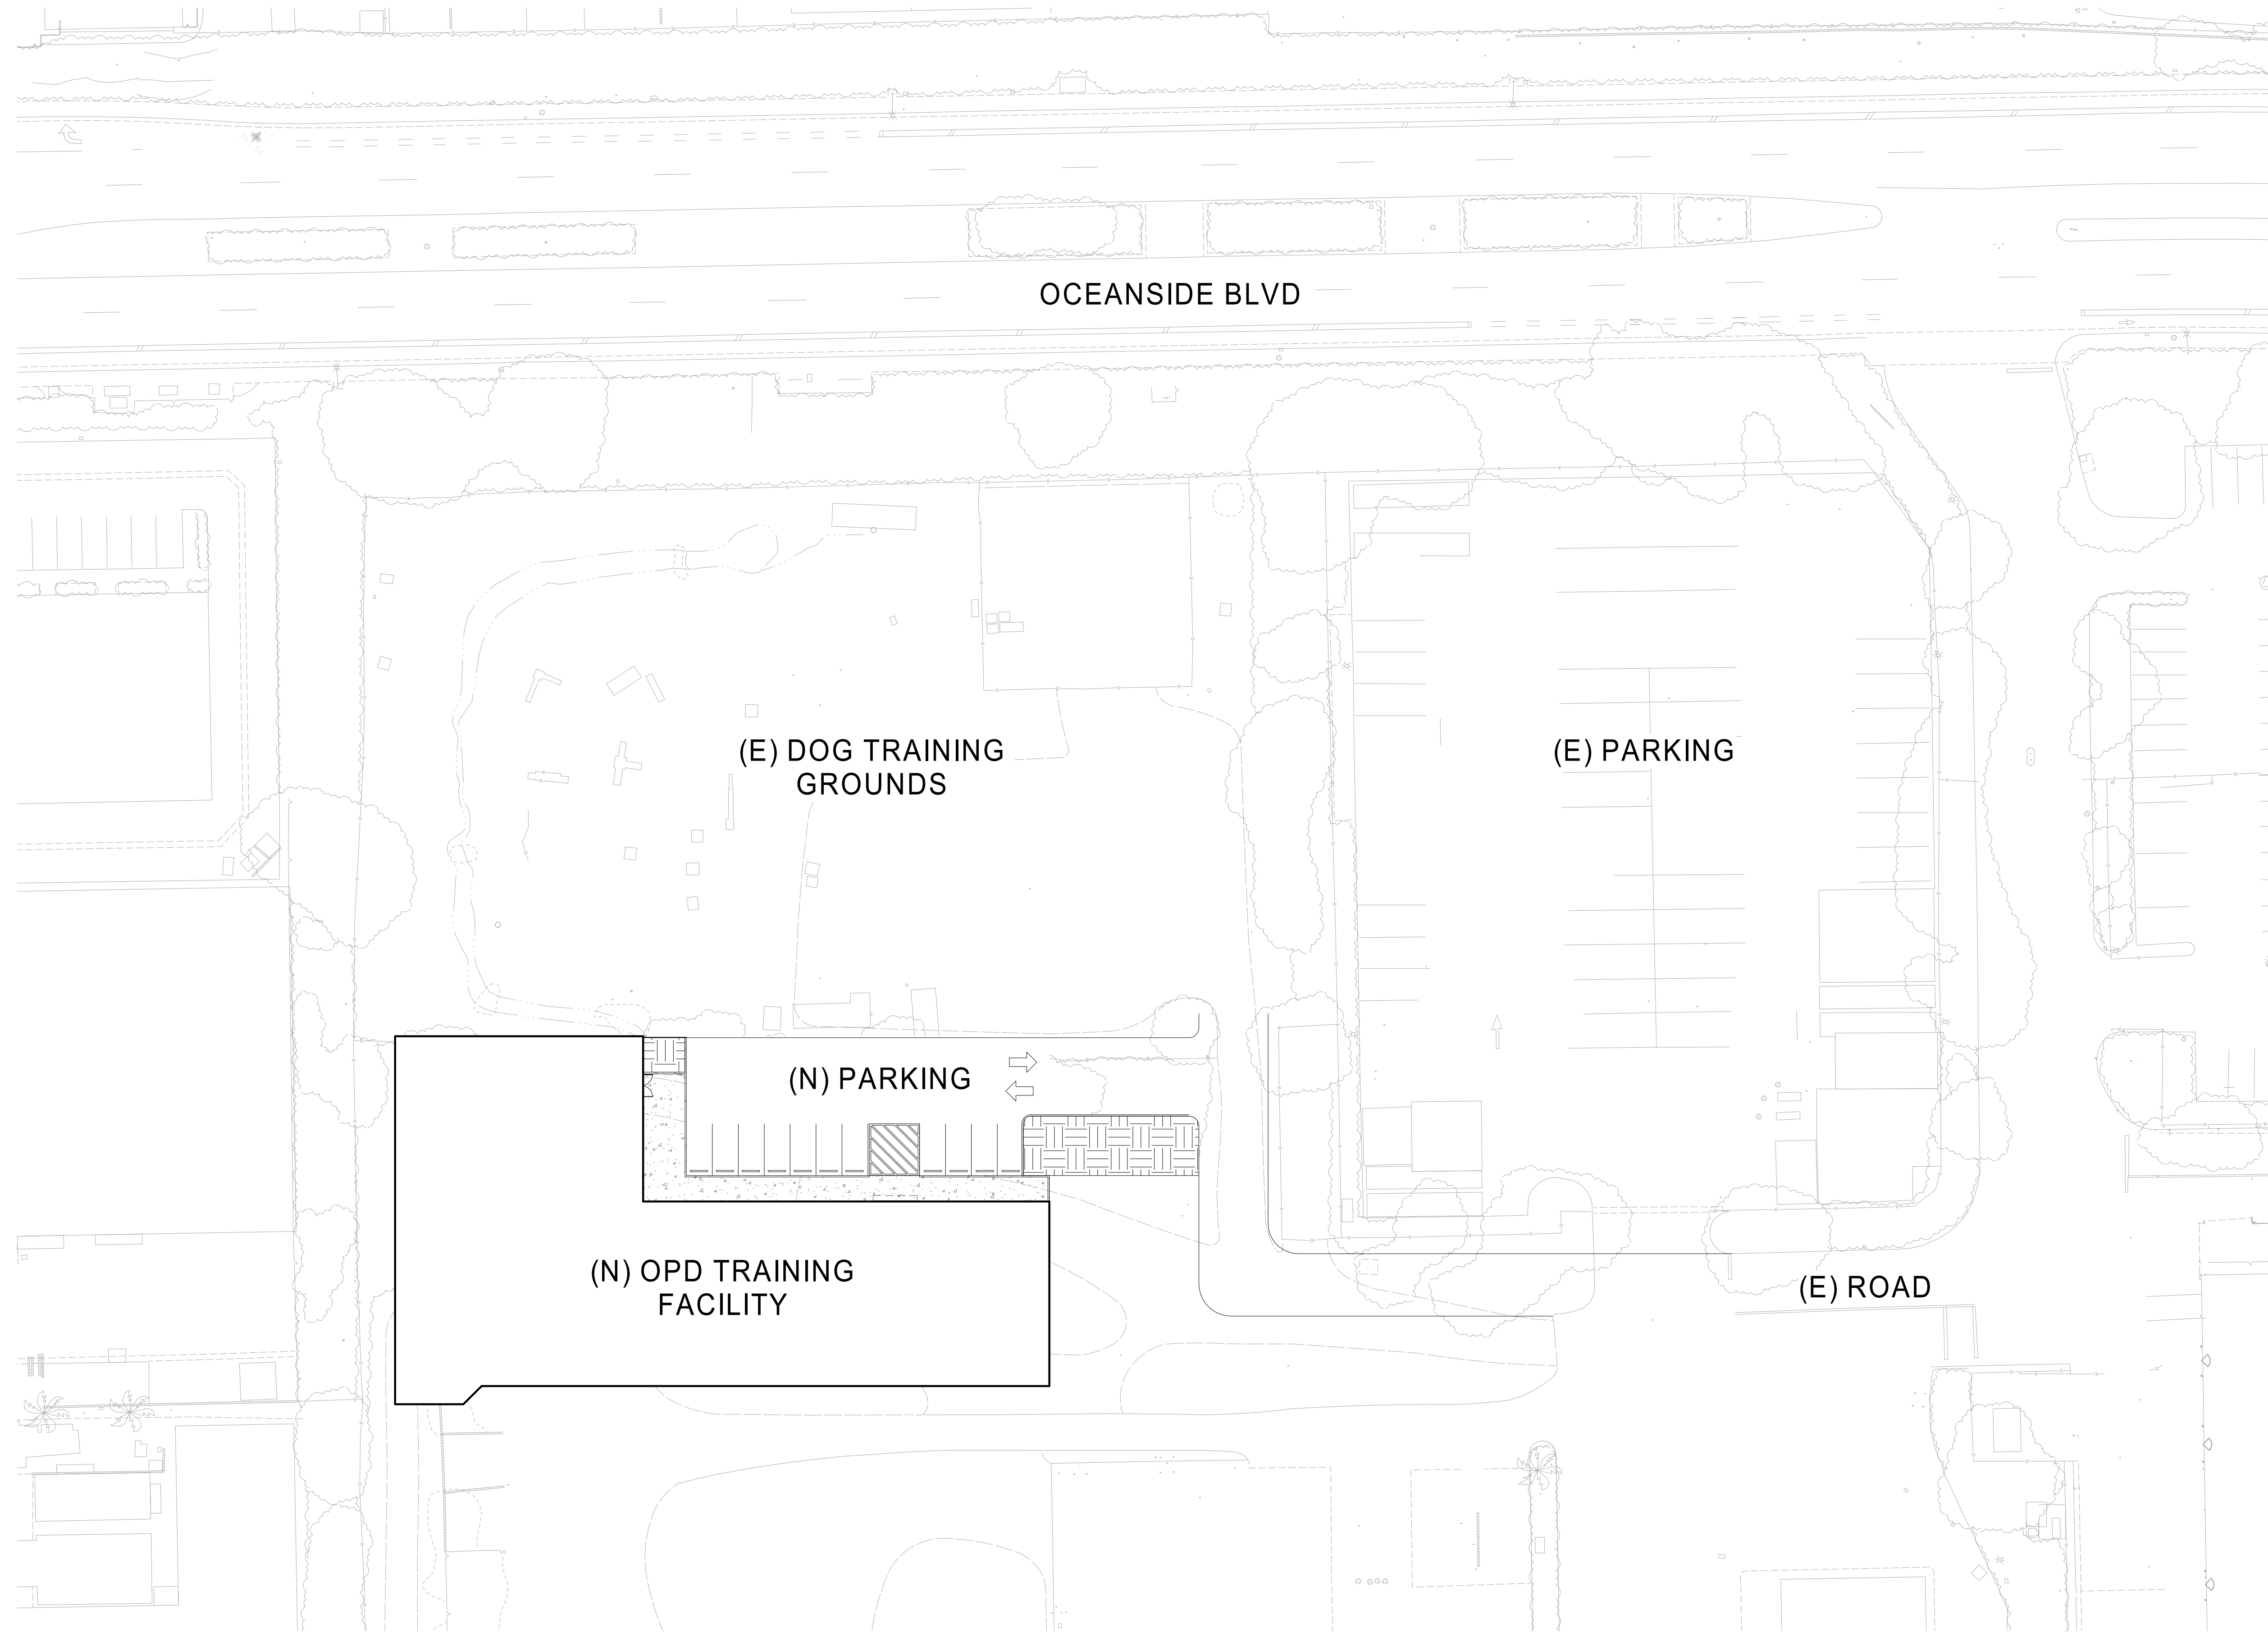 OCEANSIDE BLVD
(E) DOG TRAINING
GROUNDS
(E) PARKING
(N) PARKING
(N) OPD TRAINING
FACILITY
(E) ROAD